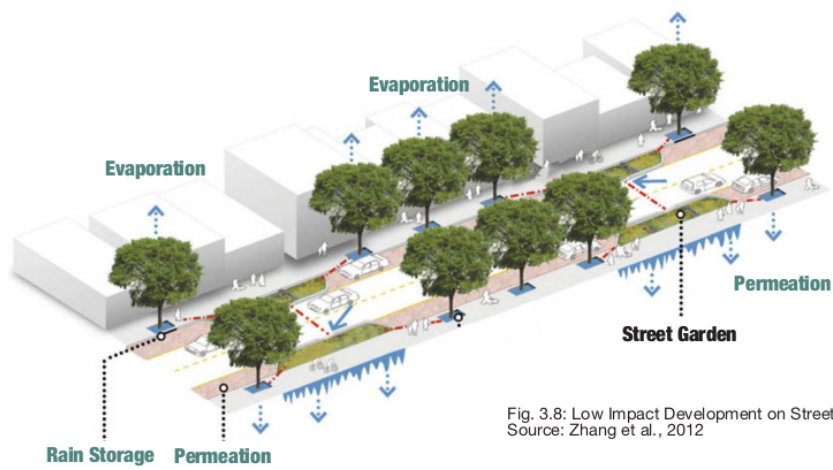 Evaporation
Evaporation
Permeation
Street Garden
Fig. 3.8: Low Impact Development on Street
Source: Zhang et al., 2012
Rain Storage
Permeation